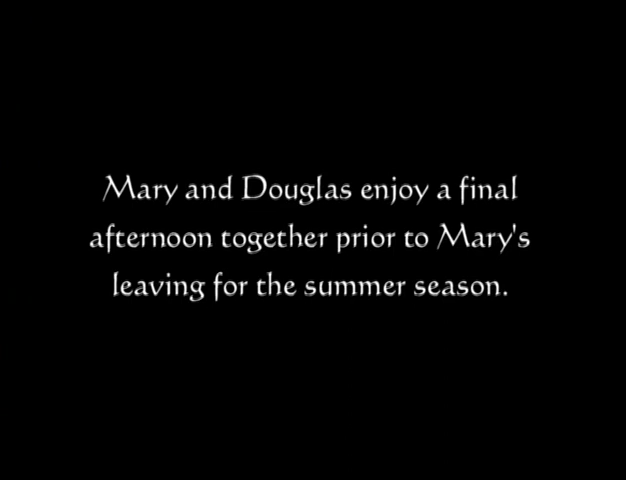 Mary and Douglas enjoy a final
afternoon together prior to Mary's
leaving for the summer season.